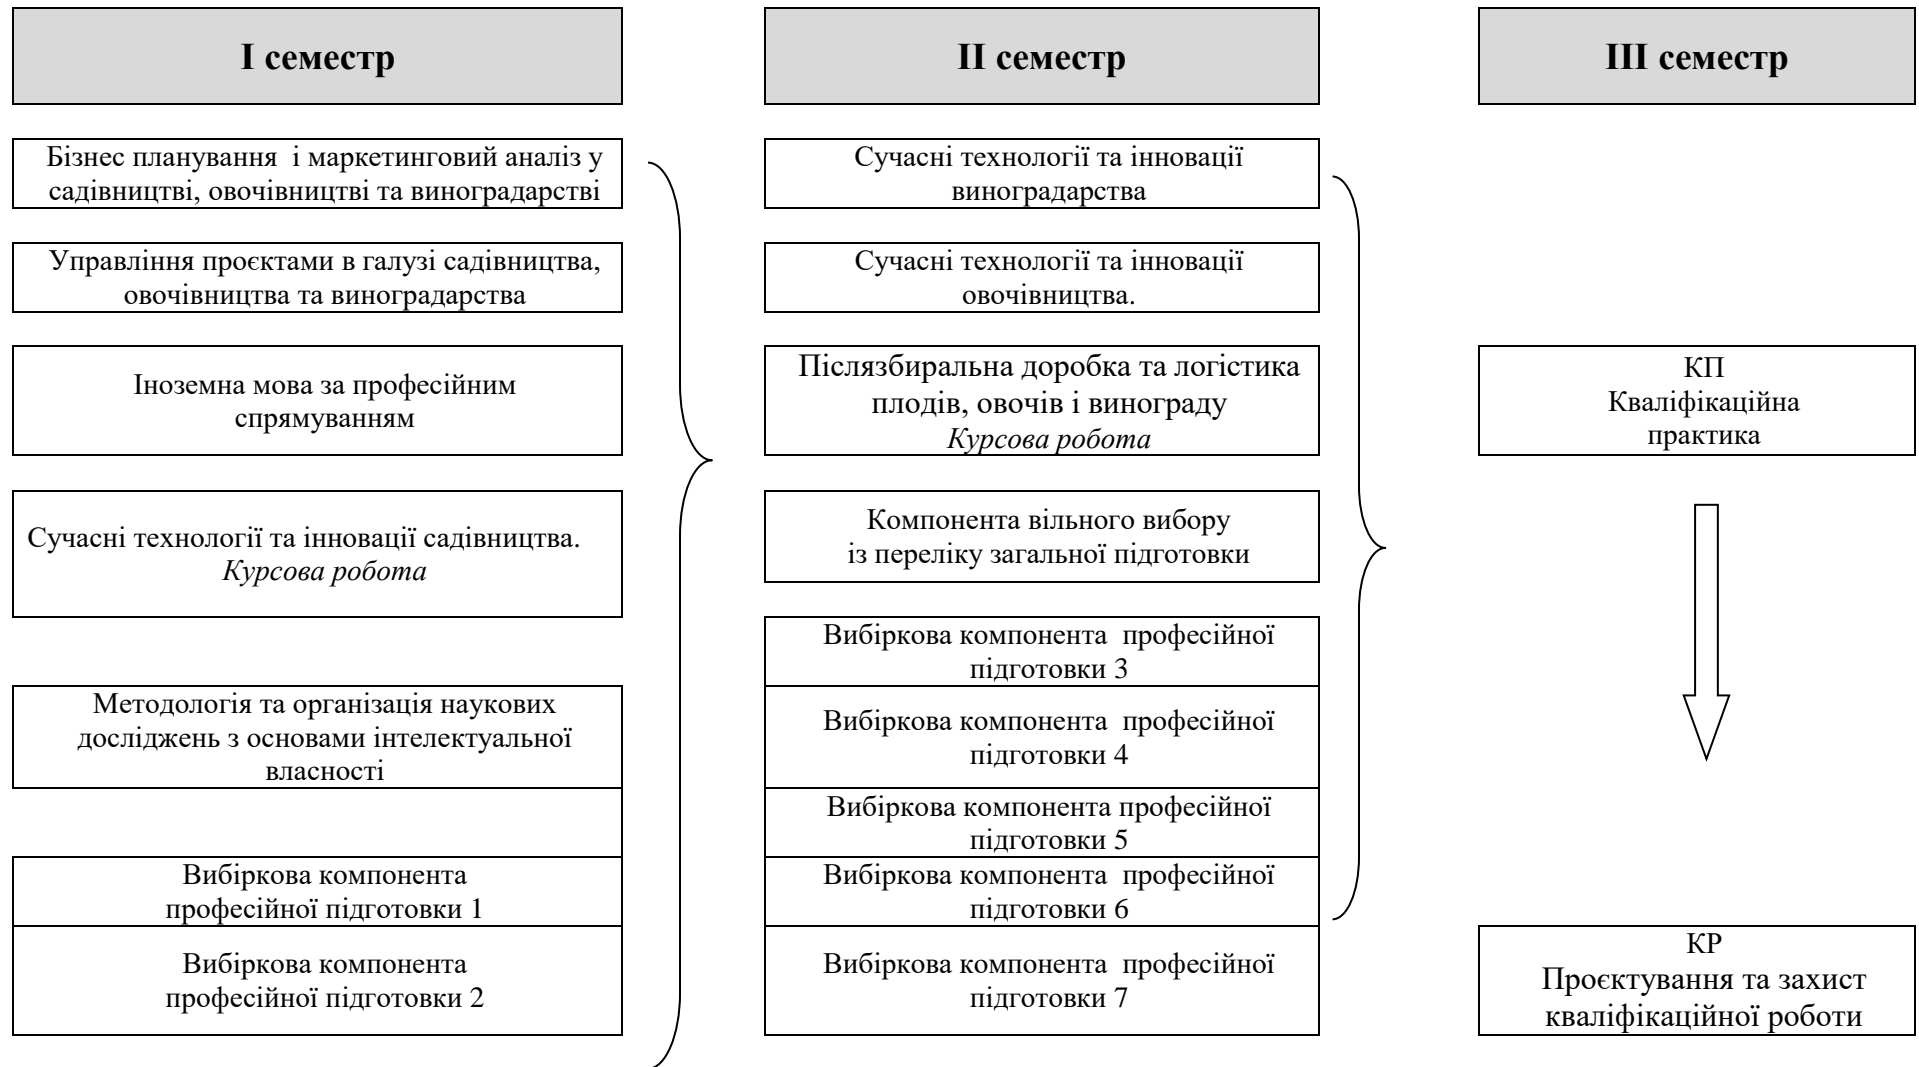 I семестр
II семестр
III семестр
Бізнес планування і маркетинговий аналіз у
садівництві, овочівництві та виноградарстві
Управління проєктами в галузі садівництва,
овочівництва та виноградарства
Іноземна мова за професійним
спрямуванням
Сучасні технології та інновації садівництва.
Курсова робота
Методологія та організація наукових
досліджень з основами інтелектуальної
власності
Вибіркова компонента
професійної підготовки 1
Вибіркова компонента
професійної підготовки 2
Сучасні технології та інновації
виноградарства
Сучасні технології та інновації
овочівництва.
Післязбиральна доробка та логістика
плодів, овочів і винограду
Курсова робота
Компонента вільного вибору
із переліку загальної підготовки
Вибіркова компонента професійної
підготовки 3
Вибіркова компонента професійної
підготовки 4
Вибіркова компонента професійної
підготовки 5
Вибіркова компонента професійної
підготовки 6
Вибіркова компонента професійної
підготовки 7
КП
Кваліфікаційна
практика
КР
Проєктування та захист
кваліфікаційної роботи